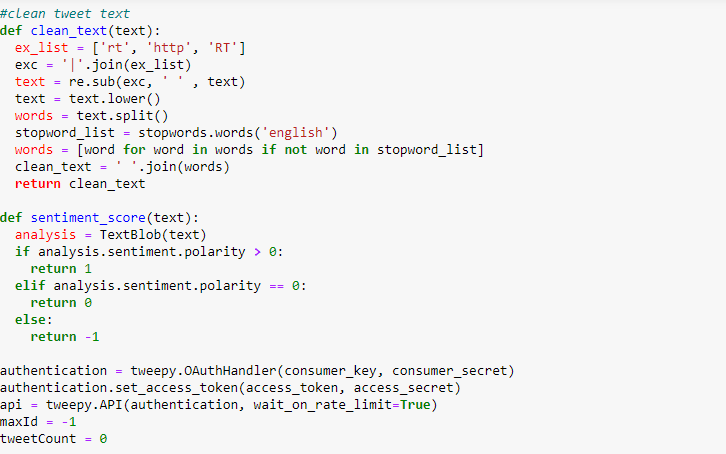 #clean tweet text
def clean_text(text):
  ex_list = ['rt', 'http', 'RT']
  exc = '|'.join(ex_list)
  text = re.sub(exc, ' ' , text)
  text = text.lower()
  words = text.split()
  stopword_list = stopwords.words('english')
  words = [word for word in words if not word in stopword_list]
  clean_text = ' '.join(words)
  return clean_text

def sentiment_score(text):
  analysis = TextBlob(text)
  if analysis.sentiment.polarity > 0:
    return 1
  elif analysis.sentiment.polarity == 0:
    return 0
  else:
    return -1

authentication = tweepy.OAuthHandler(consumer_key, consumer_secret)
authentication.set_access_token(access_token, access_secret)
api = tweepy.API(authentication, wait_on_rate_limit=True)
maxId = -1
tweetCount = 0